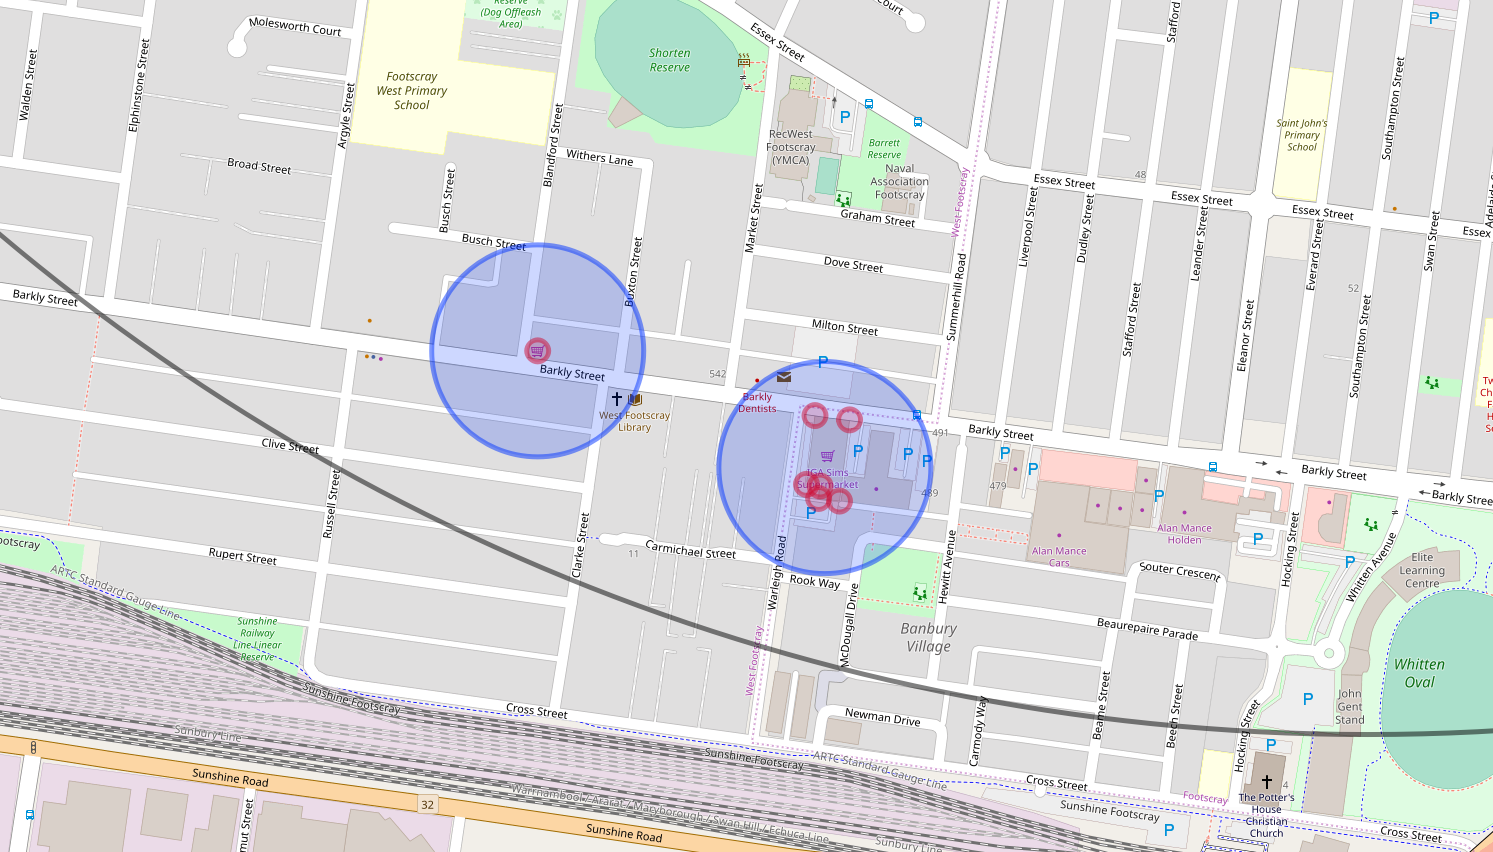 Reserve
(Dog Offleash
Area)
Court
Molesworth Court
Essex Street
Stafford
P
Shorten
Reserve
Walden Street
Elphinstone Street
Argyle Street
Footscray
West Primary
School
Southampton Street
P
RecWest
Footscray
(YMCA)
Barrett
Reserve
Saint John's
Primary
School
Blandford Street
Withers Lane
Broad Street
Naval
Association
Footscray
48
Essex Street
Essex Street
Essex Street
Essex
Busch Street
Busch Street
Market Street
Graham Street
West Footscray
Liverpool Street
Dudley Street
Leander Street
Everard Street
Swan Street
Buxton Street
Dove Street
Summerhill Road
52
Barkly Street
Milton Street
Stafford Street
Eleanor Street
Southampton Street
Barkly Street
542
P
Barkly
Dentists
West Footscray
Library
491
Barkly Street
Clive Street
P
P
P
P
P
IGA Sims
Supermarket
479
489
P
Barkly Street
Barkly Stree
Russell Street
P
Alan Mance
Holden
Alan Mance
Cars
P
P
Footscray
Rupert Street
Clarke Street
11
Carmichael Street
Warleigh Road
Rook Way
Hewitt Avenue
Souter Crescent
Hocking Street
Whitten Avenue
Elite
Learning
Centre
ARTC Standard Gauge Line
Sunshine
Railway
Line Linear
Reserve
McDougall Drive
Banbury
Village
Beaurepaire Parade
Whitten
Oval
West Footscray
Sunshine Footscray
Cross Street
Newman Drive
Carmody Way
Beame Street
Beech Street
Hocking Street
P
John
Gent
Stand
Sunbury Line
Sunshine Footscray
ARTC Standard Gauge Line
P
Cross Street
Sunshine Road
32
Warrnambool / Ararat / Maryborough / Swan Hill / Echuca Line
Sunshine Footscray
Footscray
4
The Potter's
House
Christian
Church
mut Street
Sunshine Road
Sunbury Line
P
Cross Street